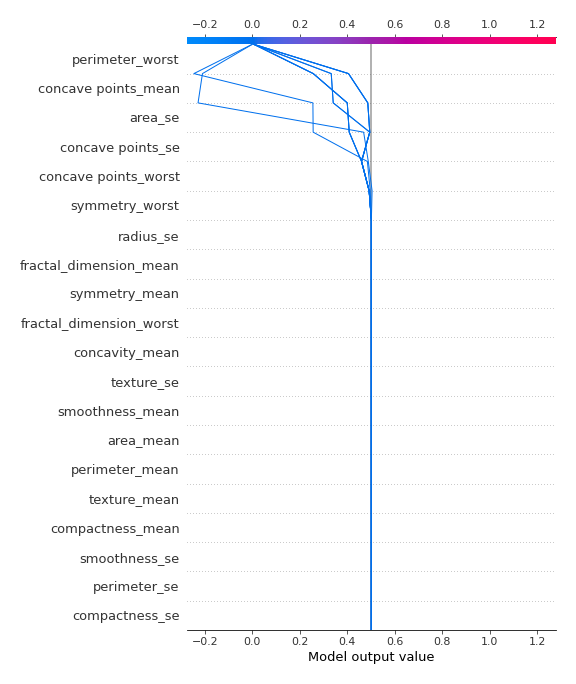 −0.2 0.0 0.2 0.4 0.6 0.8 1.0 1.2
perimeter_worst
concave points_mean
area_se
concave points_se
concave points_worst
symmetry_worst
radius_se
fractal_dimension_mean
symmetry_mean
fractal_dimension_worst
concavity_mean
texture_se
smoothness_mean
area_mean
perimeter_mean
texture_mean
compactness_mean
smoothness_se
perimeter_se
compactness_se
−0.2 0.0 0.2 0.4 0.6 0.8 1.0 1.2
Model output value